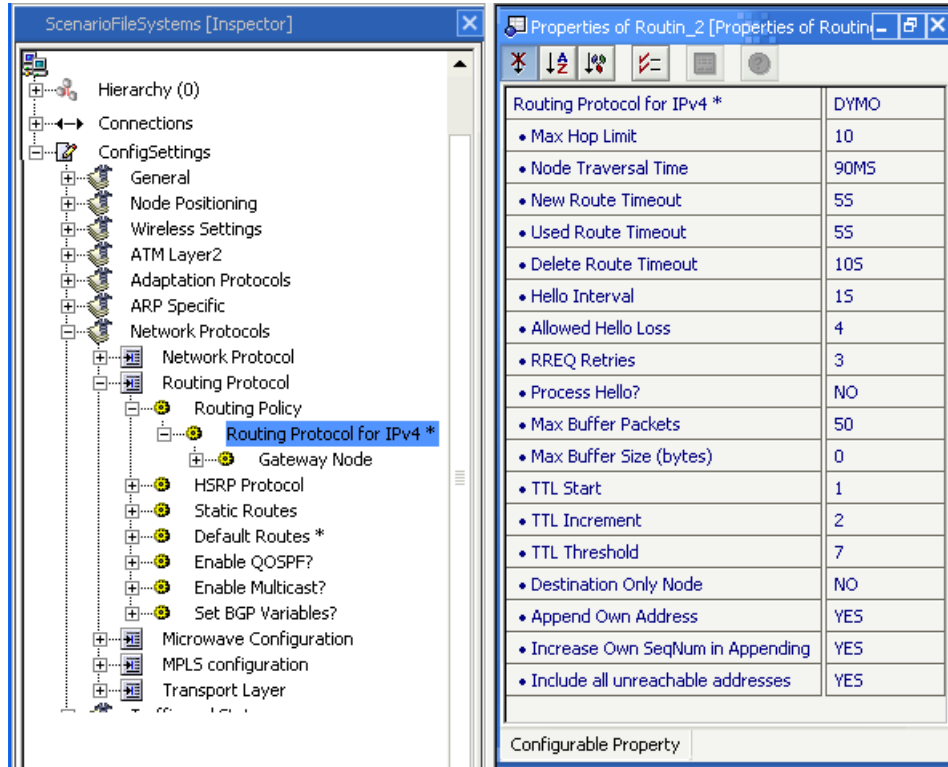 ScenarioFileSystems [Inspector]
Hierarchy (0)
Connections
ConfigSettings
General
Node Positioning
Wireless Settings
ATM Layer2
Adaptation Protocols
ARP Specific
Network Protocols
Network Protocol
Routing Protocol
Routing Policy
Routing Protocol for IPv4 *
Gateway Node
HSRP Protocol
Static Routes
Default Routes *
Enable QOSPF?
Enable Multicast?
Set BGP Variables?
Microwave Configuration
MPLS configuration
Transport Layer
Properties of Routin_2 [Properties of Routin
Routing Protocol for IPv4 * DYMO
• Max Hop Limit 10
• Node Traversal Time 90MS
• New Route Timeout 5S
• Used Route Timeout 5S
• Delete Route Timeout 10S
• Hello Interval 1S
• Allowed Hello Loss 4
• RREQ Retries 3
• Process Hello? NO
• Max Buffer Packets 50
• Max Buffer Size (bytes) 0
• TTL Start 1
• TTL Increment 2
• TTL Threshold 7
• Destination Only Node NO
• Append Own Address YES
• Increase Own SeqNum in Appending YES
• Include all unreachable addresses YES
Configurable Property